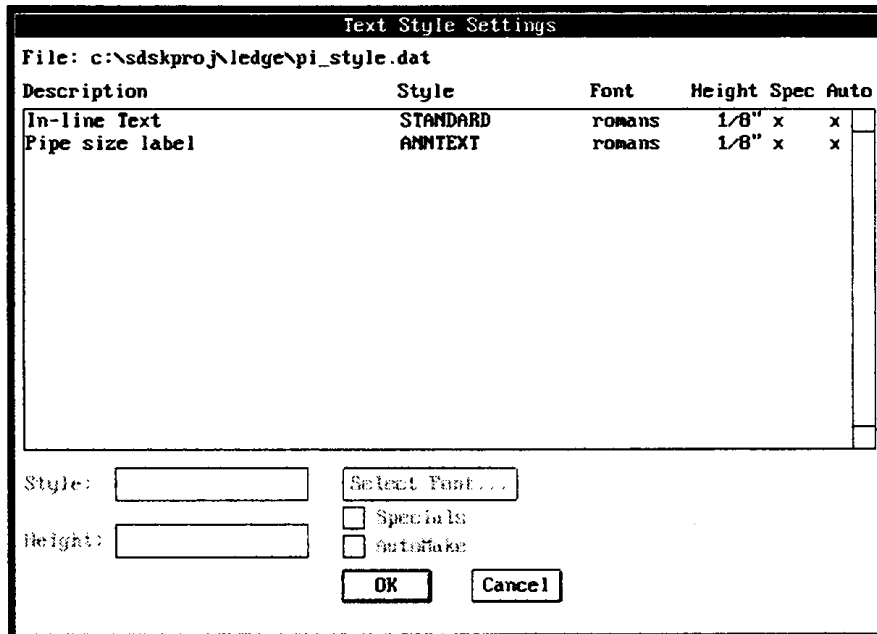 Text Style Settings
File: c:\sdskproj\ledge\pi_style.dat
Description Style Font Height Spec Auto
In-line Text STANDARD romans 1/8" x x
Pipe size label ANNTEXT romans 1/8" x x
Style: Select Font...
Specials
Height: AutoMake
OK Cancel